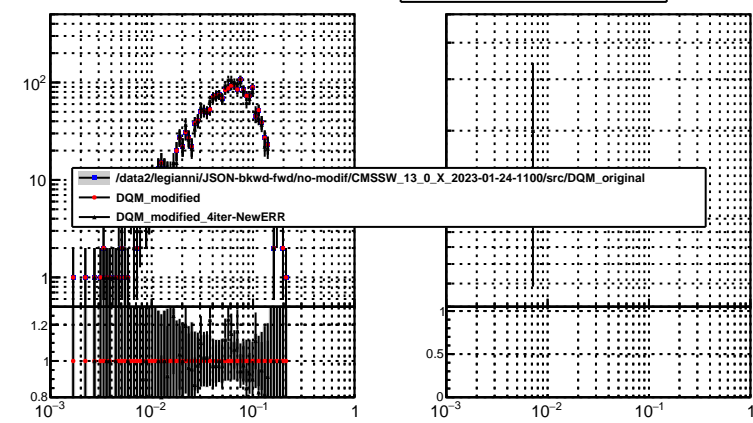 10²
10
1
/data2/legianni/JSON-bkwd-fwd/no-modif/CMSSW_13_0_X_2023-01-24-1100/src/DQM_original
DQM_modified
DQM_modified_4iter-NewERR
1.2
1
0.8
10⁻³ 10⁻² 10⁻¹ 1
1
0.5
0
10⁻³ 10⁻² 10⁻¹ 1